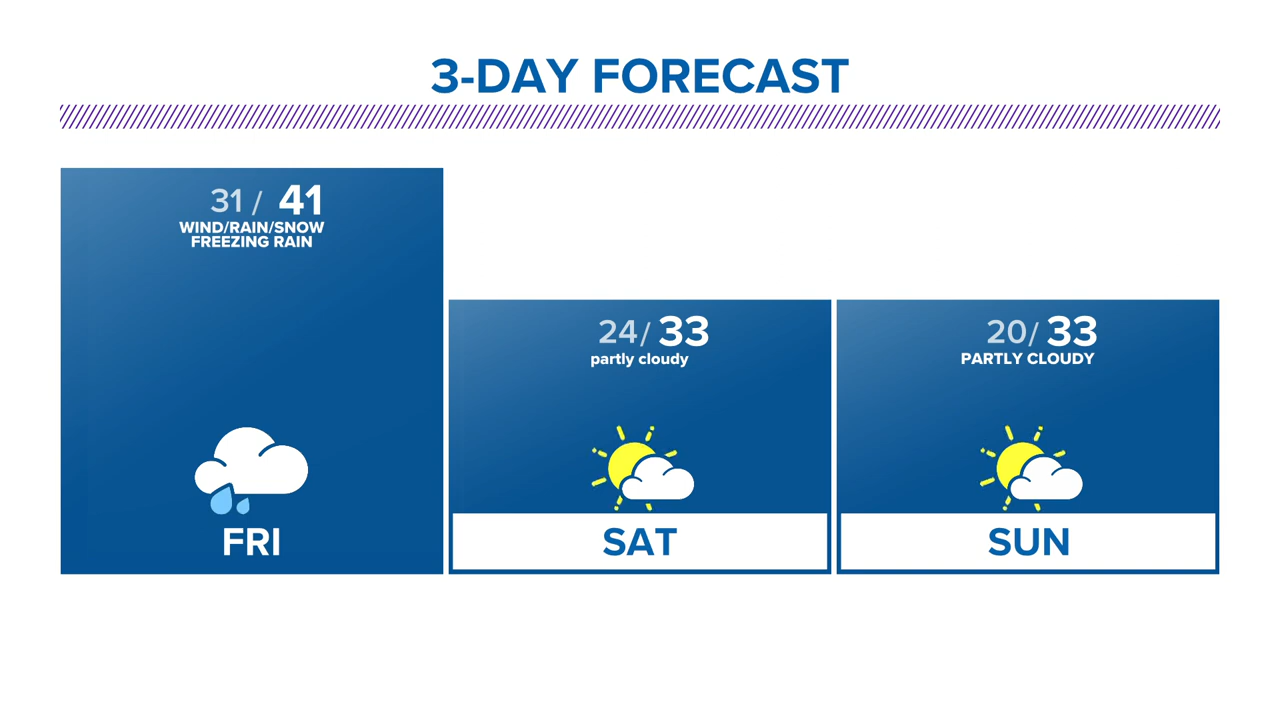 3-DAY FORECAST
31 / 41
WIND/RAIN/SNOW
FREEZING RAIN
FRI
24/ 33
partly cloudy
SAT
20/ 33
PARTLY CLOUDY
SUN